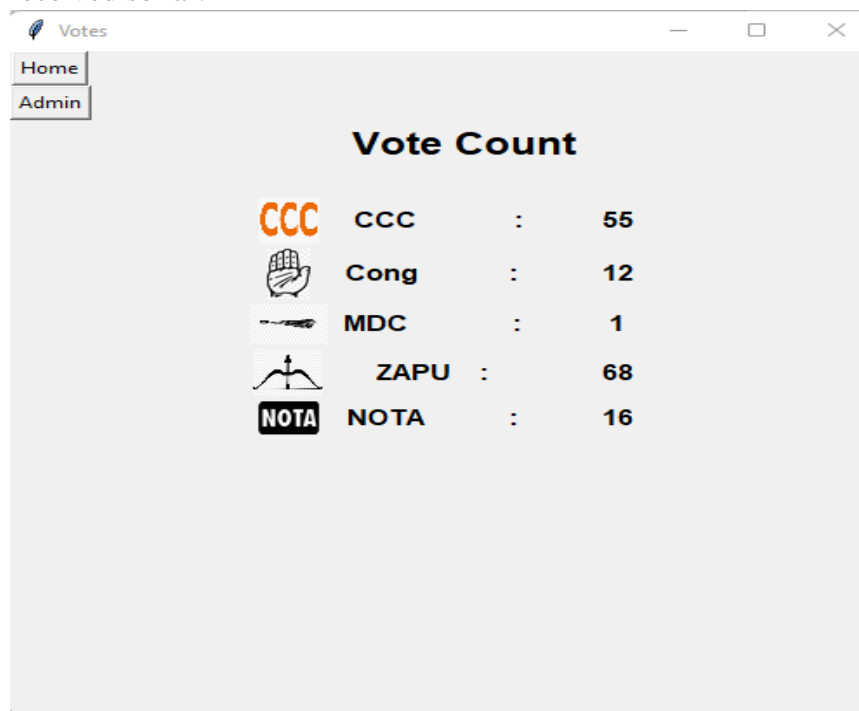 Votes
Home
Admin
Vote Count
CCC CCC : 55
Cong : 12
MDC : 1
ZAPU : 68
NOTA NOTA : 16